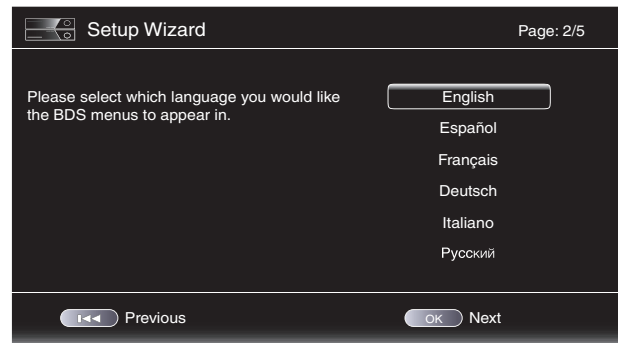 Setup Wizard
Page: 2/5
Please select which language you would like
the BDS menus to appear in.
English
Español
Français
Deutsch
Italiano
Русский
Previous
OK Next